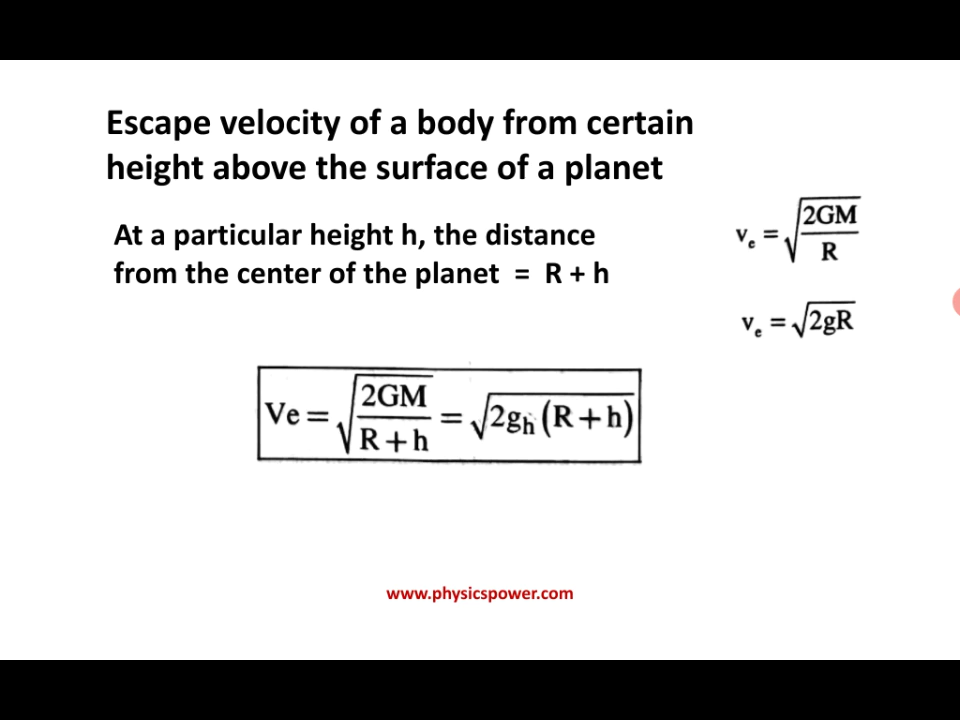 Escape velocity of a body from certain
height above the surface of a planet
At a particular height h, the distance
from the center of the planet = R + h
vₑ = √(2GM/R)
vₑ = √(2gR)
Ve = √(2GM/(R+h)) = √(2gₕ(R+h))
www.physicspower.com